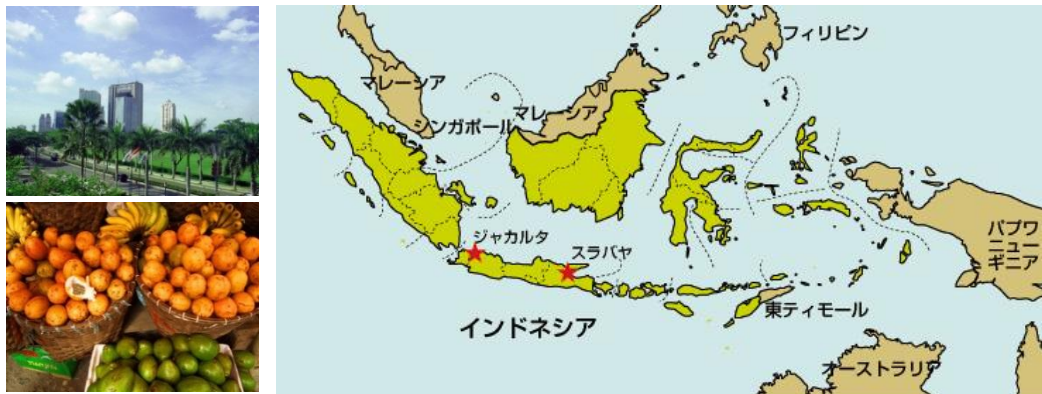 フィリピン
マレーシア
マレーシア
シンガポール
ジャカルタ
スラバヤ
パプワ
ニュー
ギニア
東ティモール
インドネシア
オーストラリア